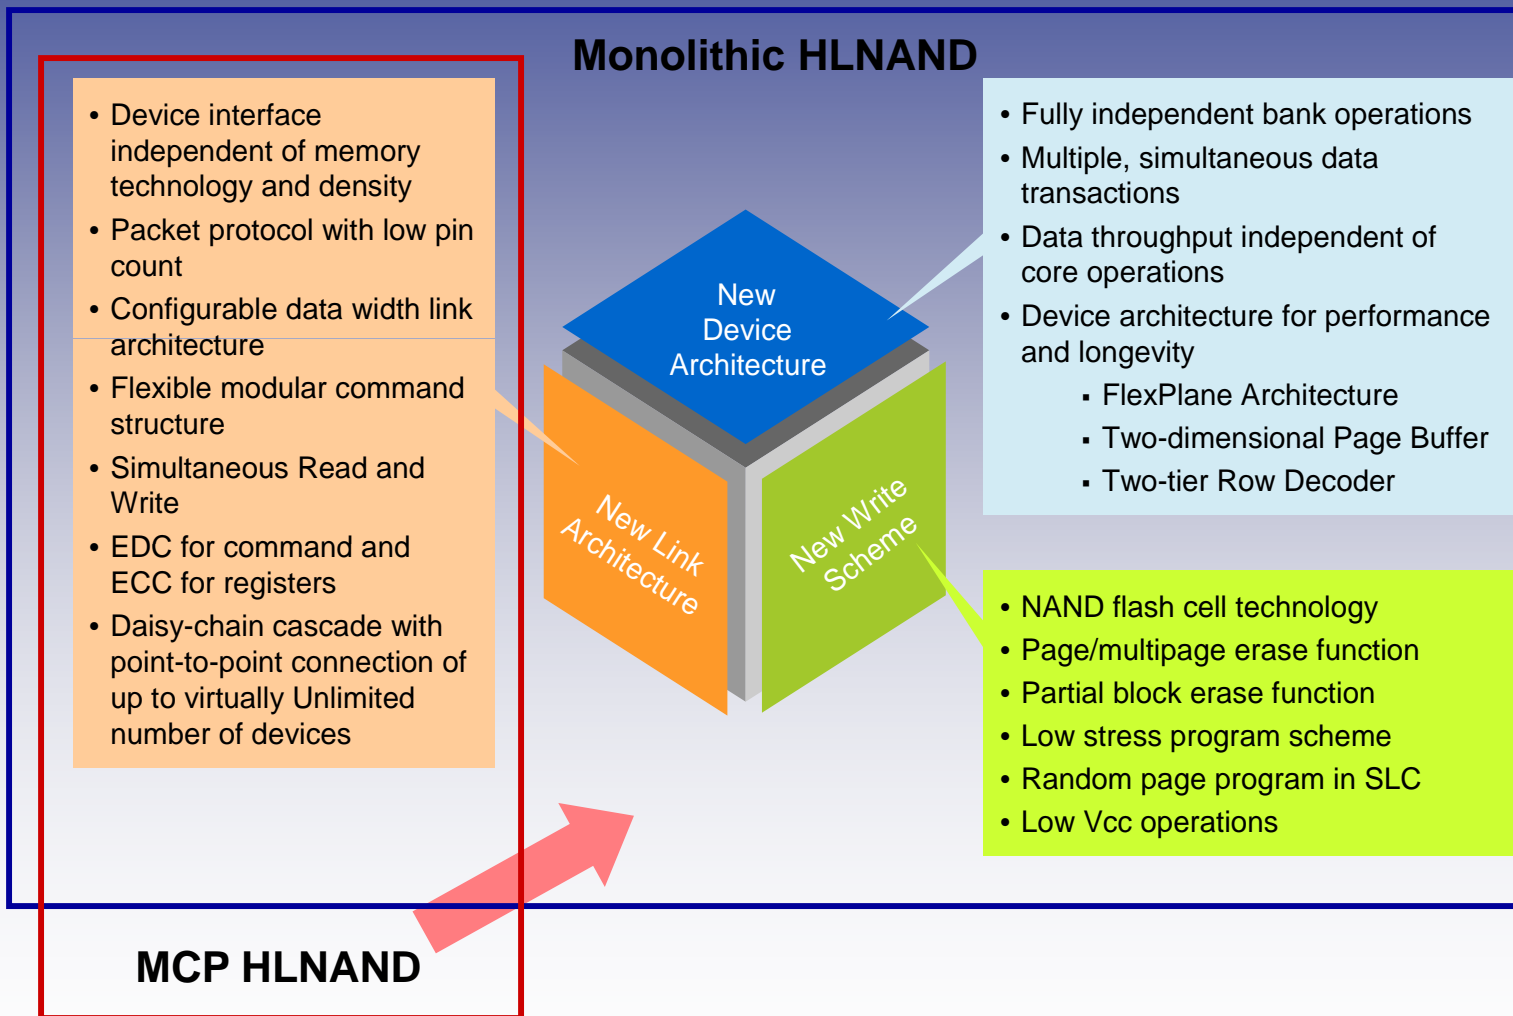 Monolithic HLNAND
• Device interface
independent of memory
technology and density
• Packet protocol with low pin
count
• Configurable data width link
architecture
• Flexible modular command
structure
• Simultaneous Read and
Write
• EDC for command and
ECC for registers
• Daisy-chain cascade with
point-to-point connection of
up to virtually Unlimited
number of devices
New
Device
Architecture
New Link
Architecture
New Write
Scheme
• Fully independent bank operations
• Multiple, simultaneous data
transactions
• Data throughput independent of
core operations
• Device architecture for performance
and longevity
▪ FlexPlane Architecture
▪ Two-dimensional Page Buffer
▪ Two-tier Row Decoder
• NAND flash cell technology
• Page/multipage erase function
• Partial block erase function
• Low stress program scheme
• Random page program in SLC
• Low Vcc operations
MCP HLNAND